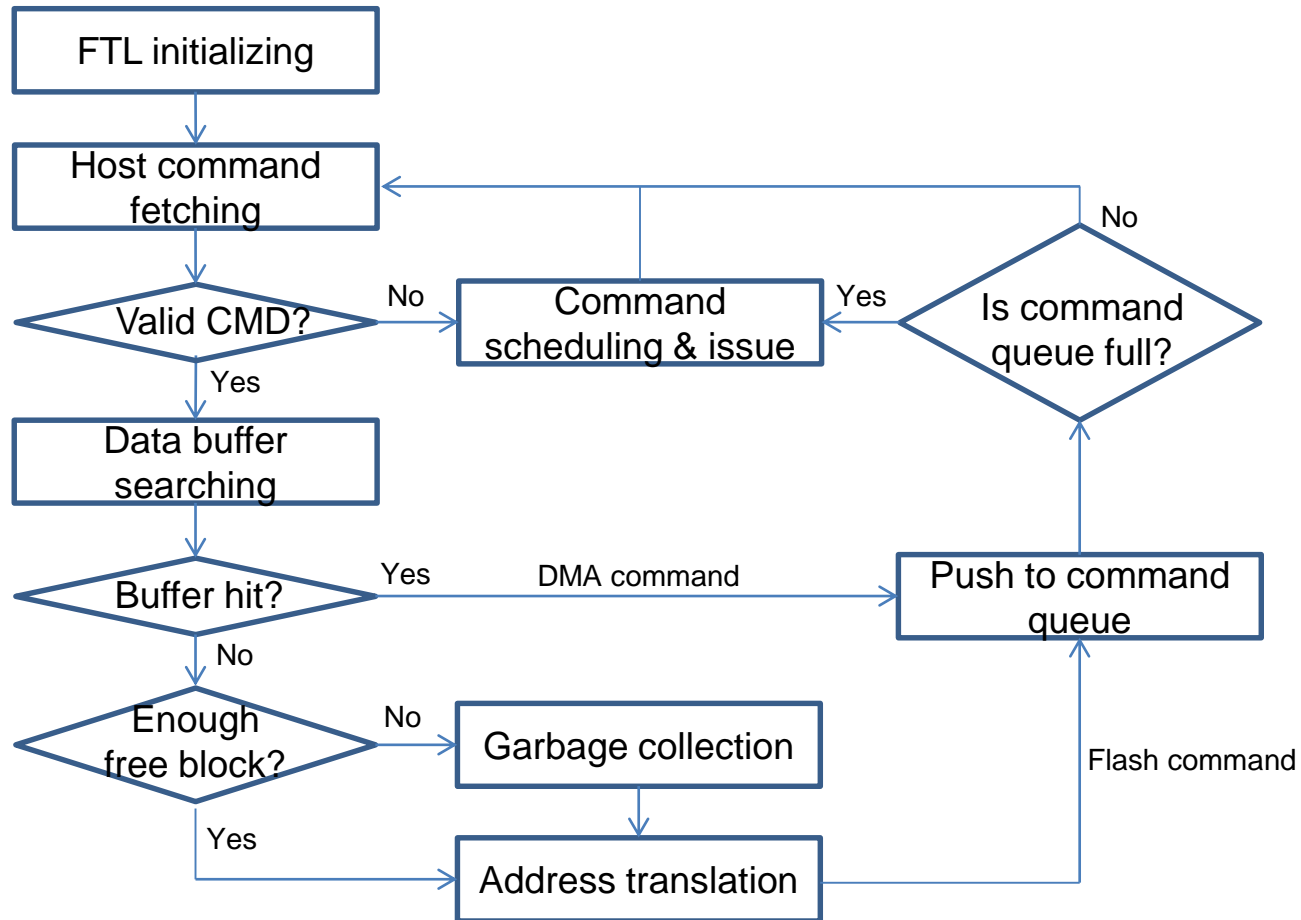 FTL initializing
Host command
fetching
No
Valid CMD?
No
Command
scheduling & issue
Yes
Is command
queue full?
Yes
Data buffer
searching
Buffer hit?
Yes
DMA command
Push to command
queue
No
Enough
free block?
No
Garbage collection
Flash command
Yes
Address translation